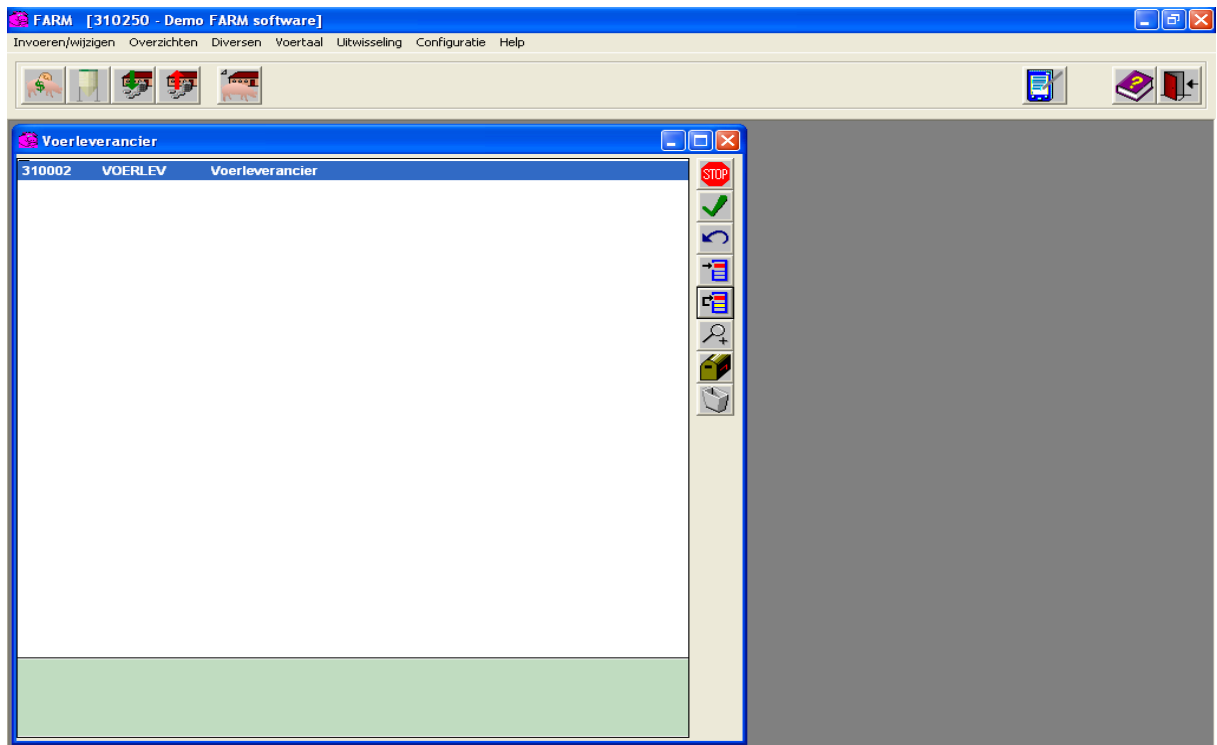 FARM [310250 - Demo FARM software]
Invoeren/wijzigen Overzichten Diversen Voertaal Uitwisseling Configuratie Help
Voerleverancier
310002 VOERLEV Voerleverancier
STOP